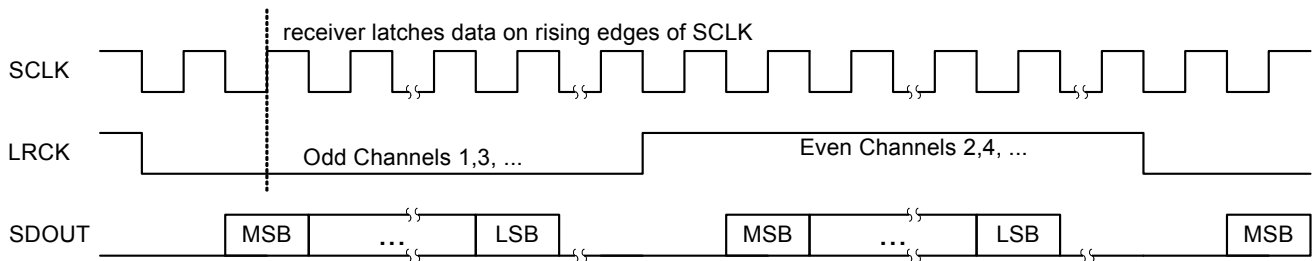 receiver latches data on rising edges of SCLK
SCLK
LRCK
Odd Channels 1,3, ...
Even Channels 2,4, ...
SDOUT
MSB
...
LSB
MSB
...
LSB
MSB